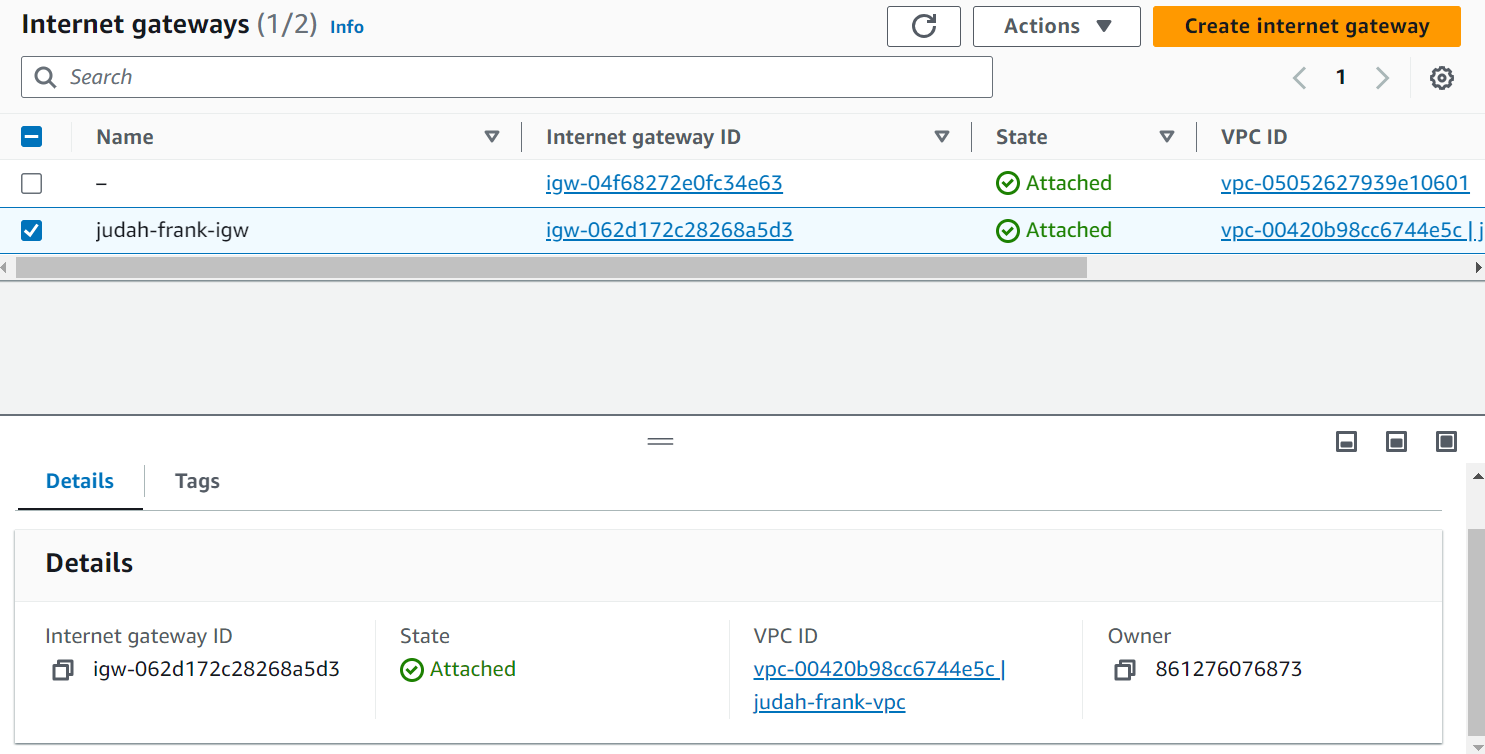 Internet gateways (1/2) Info
Actions
Create internet gateway
Search
1
Name
Internet gateway ID
State
VPC ID
–
igw-04f68272e0fc34e63
Attached
vpc-05052627939e10601
judah-frank-igw
igw-062d172c28268a5d3
Attached
vpc-00420b98cc6744e5c | j
Details
Tags
Details
Internet gateway ID
igw-062d172c28268a5d3
State
Attached
VPC ID
vpc-00420b98cc6744e5c |
judah-frank-vpc
Owner
861276076873